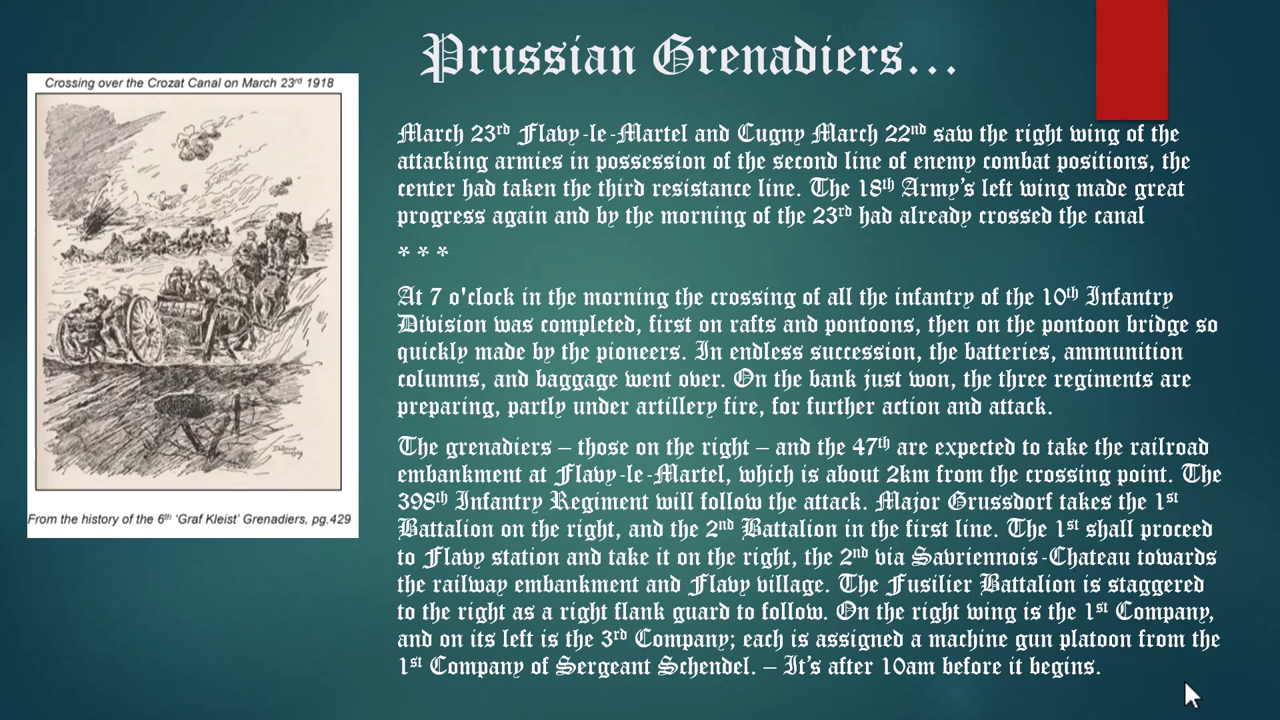 Prussian Grenadiers...
Crossing over the Crozat Canal on March 23rd 1918
From the history of the 6th 'Graf Kleist' Grenadiers, pg.429
March 23rd Flavy-le-Martel and Cugny March 22nd saw the right wing of the
attacking armies in possession of the second line of enemy combat positions, the
center had taken the third resistance line. The 18th Army's left wing made great
progress again and by the morning of the 23rd had already crossed the canal
* * *
At 7 o'clock in the morning the crossing of all the infantry of the 10th Infantry
Division was completed, first on rafts and pontoons, then on the pontoon bridge so
quickly made by the pioneers. In endless succession, the batteries, ammunition
columns, and baggage went over. On the bank just won, the three regiments are
preparing, partly under artillery fire, for further action and attack.
The grenadiers – those on the right – and the 47th are expected to take the railroad
embankment at Flavy-le-Martel, which is about 2km from the crossing point. The
398th Infantry Regiment will follow the attack. Major Grussdorf takes the 1st
Battalion on the right, and the 2nd Battalion in the first line. The 1st shall proceed
to Flavy station and take it on the right, the 2nd via Savriennois-Chateau towards
the railway embankment and Flavy village. The Fusilier Battalion is staggered
to the right as a right flank guard to follow. On the right wing is the 1st Company,
and on its left is the 3rd Company; each is assigned a machine gun platoon from the
1st Company of Sergeant Schendel. – It's after 10am before it begins.